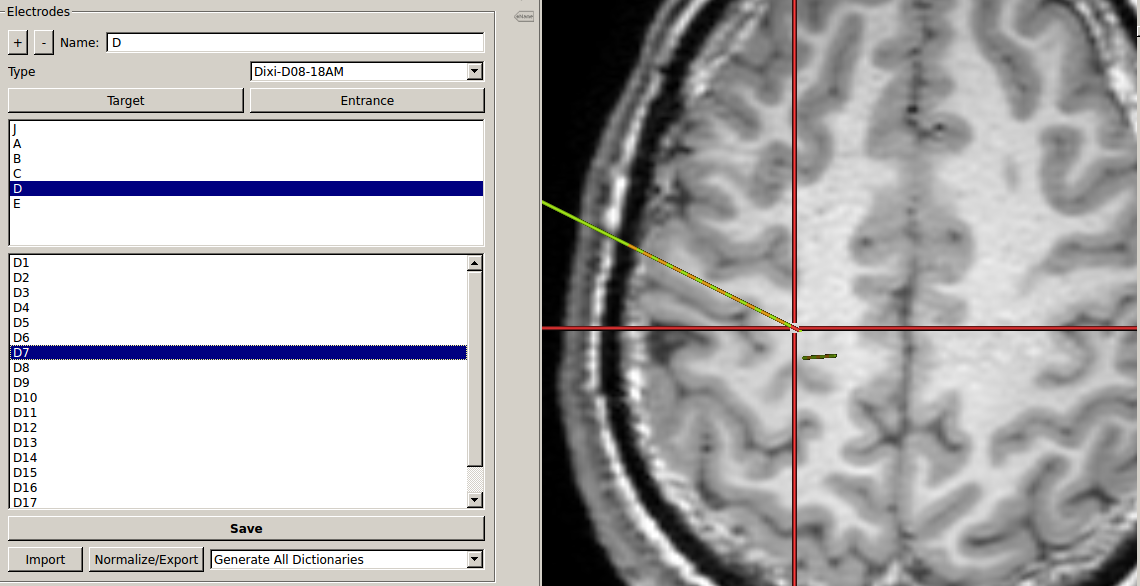 Electrodes
+ - Name: D
Type Dixi-D08-18AM
Target Entrance
J
A
B
C
D
E
D1
D2
D3
D4
D5
D6
D7
D8
D9
D10
D11
D12
D13
D14
D15
D16
D17
Save
Import Normalize/Export Generate All Dictionaries